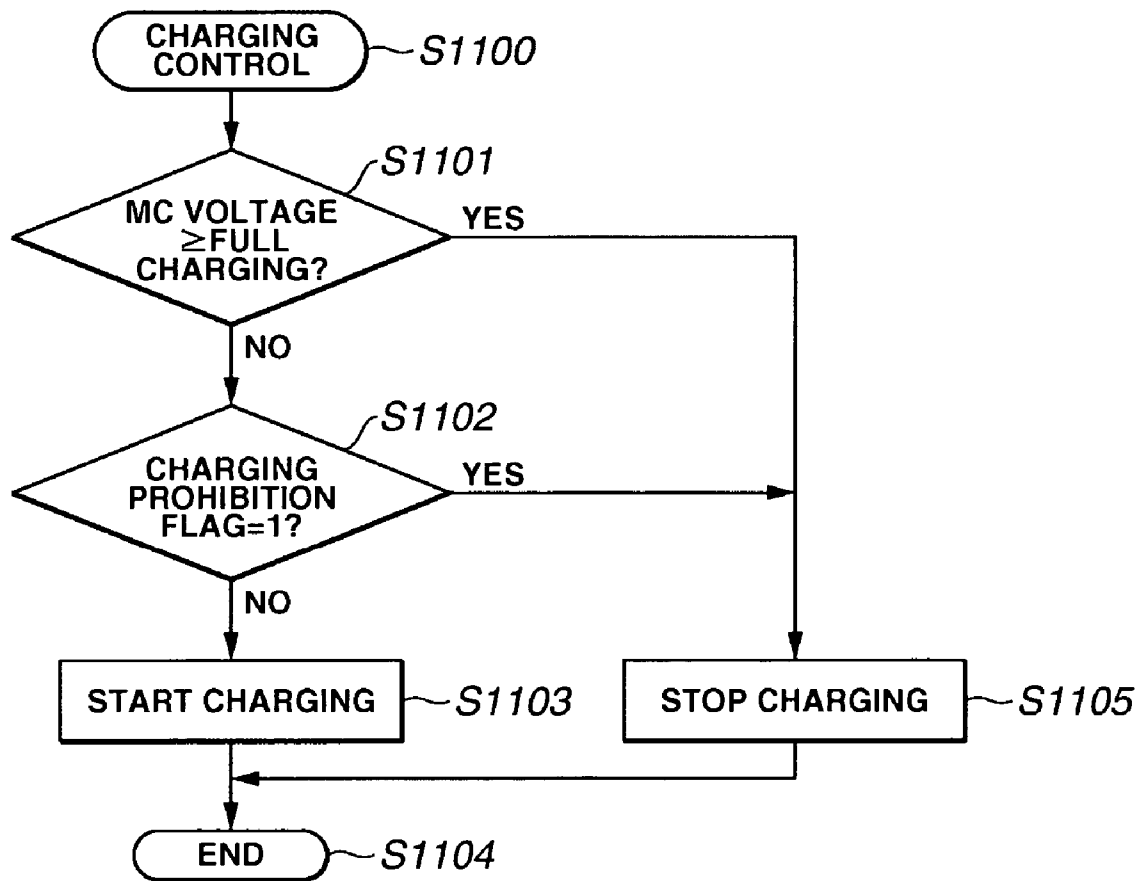 CHARGING
CONTROL
S1100
S1101
MC VOLTAGE
≥FULL
CHARGING?
YES
NO
S1102
CHARGING
PROHIBITION
FLAG=1?
YES
NO
START CHARGING
S1103
STOP CHARGING
S1105
END
S1104